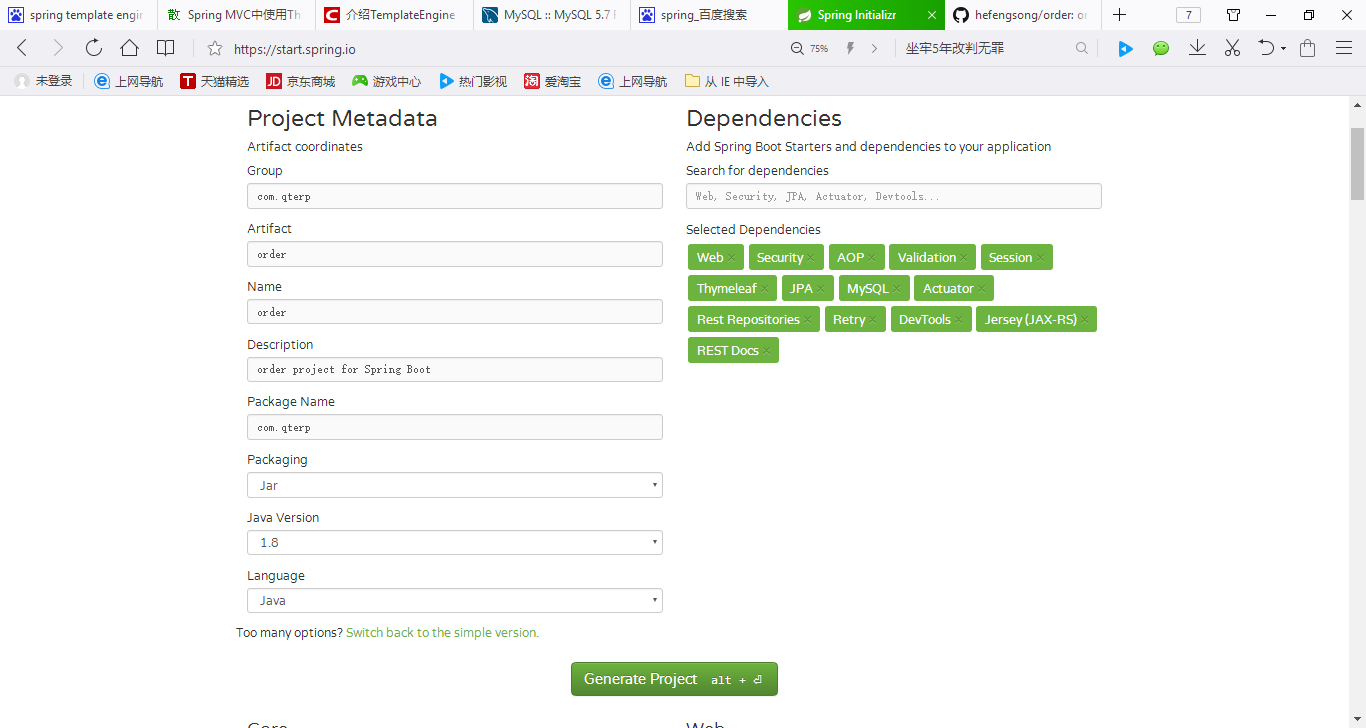 spring template engin
散 Spring MVC中使用Th
C 介绍TemplateEngine
MySQL :: MySQL 5.7 R
spring_百度搜索
Spring Initializr
hefengsong/order: or
7
https://start.spring.io
75%
坐牢5年改判无罪
未登录
上网导航
T 天猫精选
JD 京东商城
游戏中心
热门影视
淘 爱淘宝
上网导航
从 IE 中导入
Project Metadata
Artifact coordinates
Group
com.qterp
Artifact
order
Name
order
Description
order project for Spring Boot
Package Name
com.qterp
Packaging
Jar
Java Version
1.8
Language
Java
Too many options? Switch back to the simple version.
Dependencies
Add Spring Boot Starters and dependencies to your application
Search for dependencies
Web, Security, JPA, Actuator, Devtools...
Selected Dependencies
Web × Security × AOP × Validation × Session ×
Thymeleaf × JPA × MySQL × Actuator ×
Rest Repositories × Retry × DevTools × Jersey (JAX-RS) ×
REST Docs ×
Generate Project alt + ⏎
Core
Web